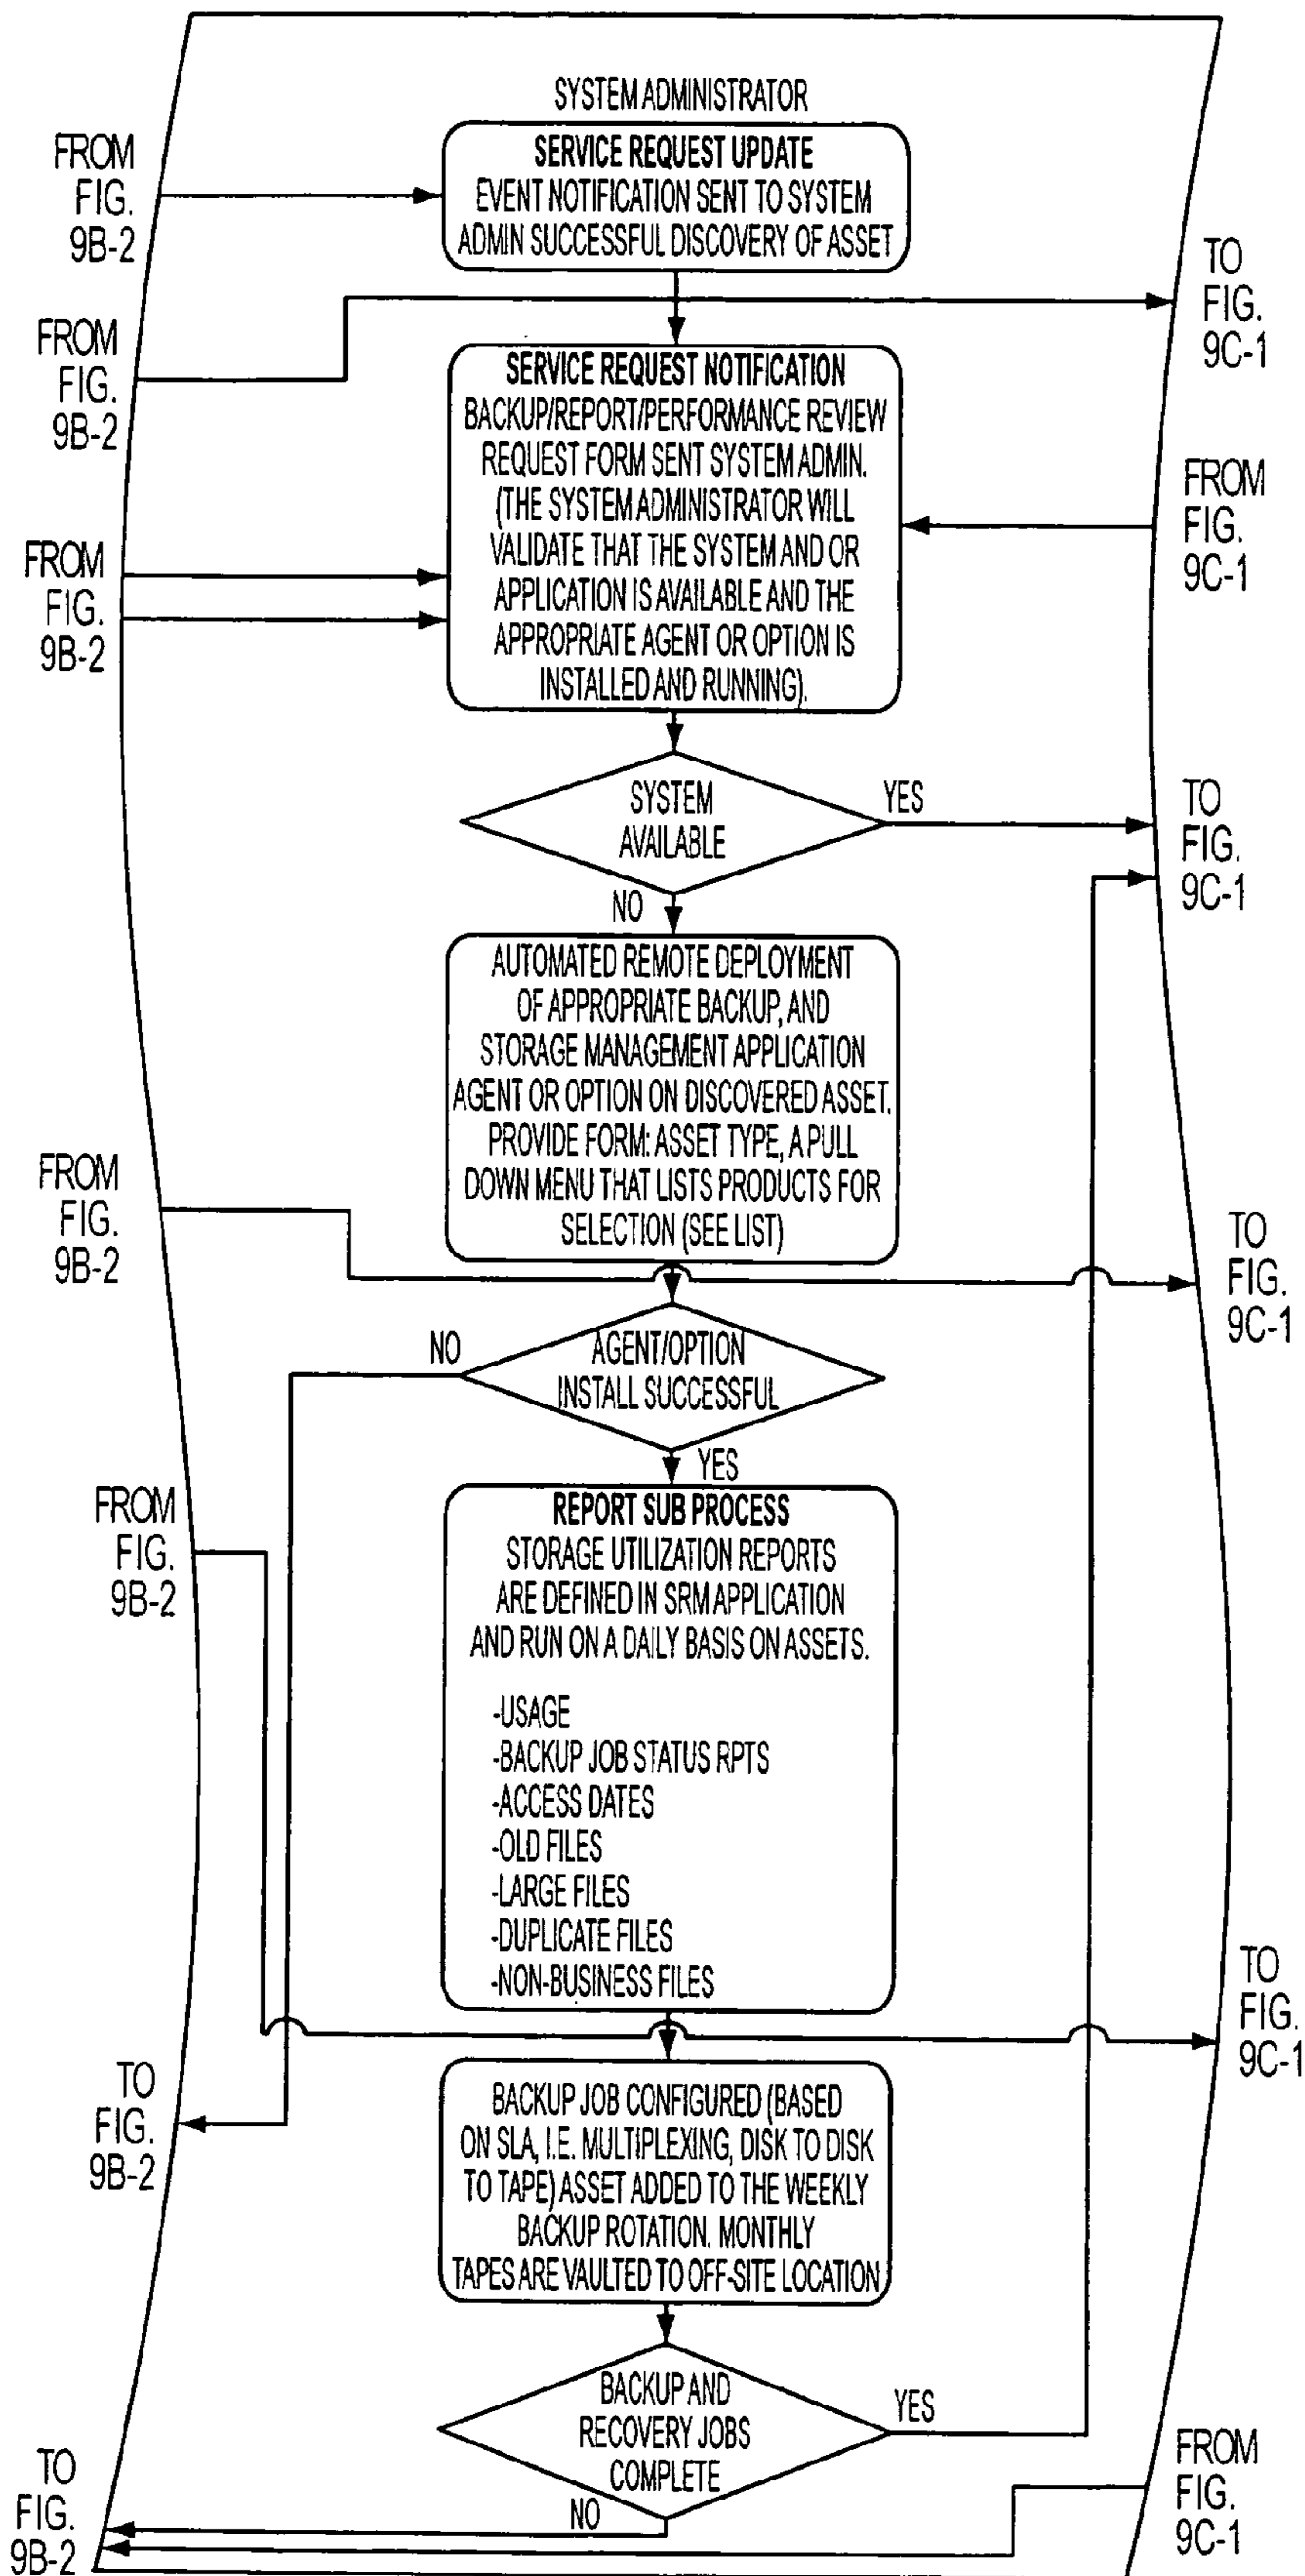 SYSTEM ADMINISTRATOR
FROM
FIG.
9B-2
SERVICE REQUEST UPDATE
EVENT NOTIFICATION SENT TO SYSTEM
ADMIN SUCCESSFUL DISCOVERY OF ASSET
TO
FIG.
9C-1
FROM
FIG.
9B-2
SERVICE REQUEST NOTIFICATION
BACKUP/REPORT/PERFORMANCE REVIEW
REQUEST FORM SENT SYSTEM ADMIN.
(THE SYSTEM ADMINISTRATOR WILL
VALIDATE THAT THE SYSTEM AND OR
APPLICATION IS AVAILABLE AND THE
APPROPRIATE AGENT OR OPTION IS
INSTALLED AND RUNNING).
FROM
FIG.
9C-1
FROM
FIG.
9B-2
SYSTEM
AVAILABLE
YES
TO
FIG.
9C-1
NO
AUTOMATED REMOTE DEPLOYMENT
OF APPROPRIATE BACKUP, AND
STORAGE MANAGEMENT APPLICATION
AGENT OR OPTION ON DISCOVERED ASSET.
PROVIDE FORM: ASSET TYPE, A PULL
DOWN MENU THAT LISTS PRODUCTS FOR
SELECTION (SEE LIST)
FROM
FIG.
9B-2
TO
FIG.
9C-1
NO
AGENT/OPTION
INSTALL SUCCESSFUL
YES
FROM
FIG.
9B-2
REPORT SUB PROCESS
STORAGE UTILIZATION REPORTS
ARE DEFINED IN SRM APPLICATION
AND RUN ON A DAILY BASIS ON ASSETS.
-USAGE
-BACKUP JOB STATUS RPTS
-ACCESS DATES
-OLD FILES
-LARGE FILES
-DUPLICATE FILES
-NON-BUSINESS FILES
TO
FIG.
9C-1
TO
FIG.
9B-2
BACKUP JOB CONFIGURED (BASED
ON SLA, I.E. MULTIPLEXING, DISK TO DISK
TO TAPE) ASSET ADDED TO THE WEEKLY
BACKUP ROTATION. MONTHLY
TAPES ARE VAULTED TO OFF-SITE LOCATION
BACKUP AND
RECOVERY JOBS
COMPLETE
YES
NO
FROM
FIG.
9C-1
TO
FIG.
9B-2